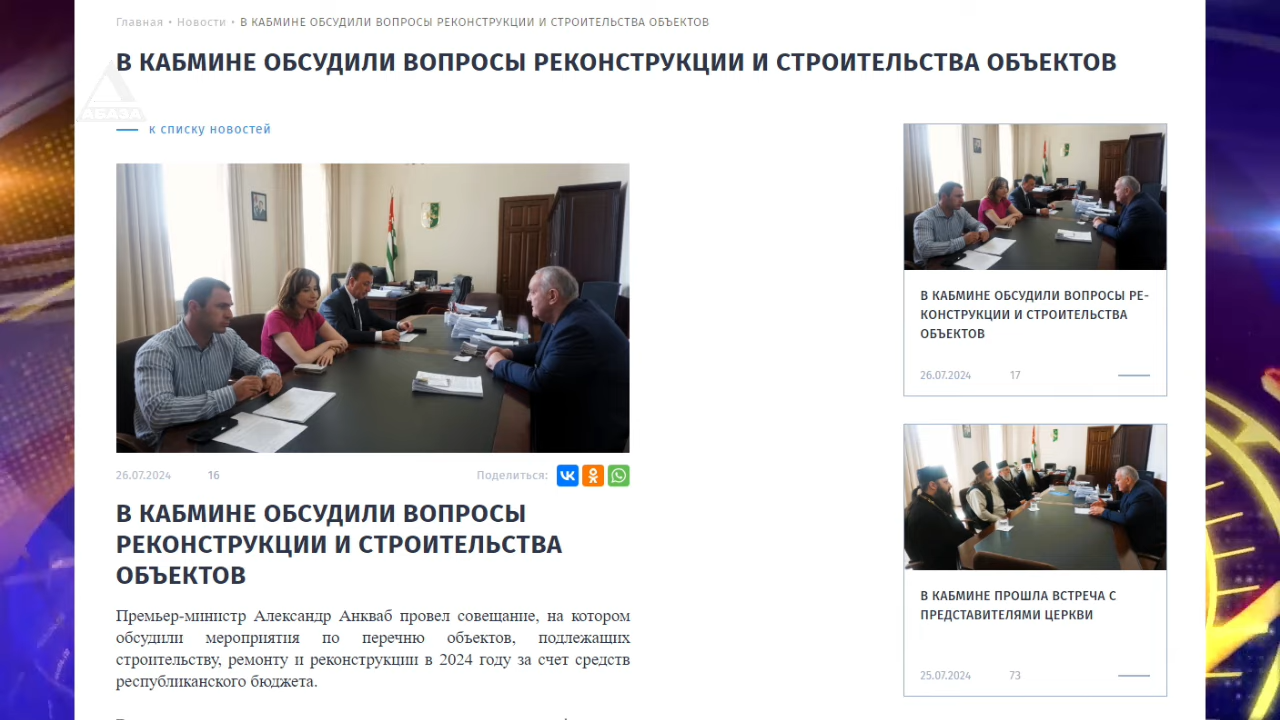 Главная • Новости • В КАБМИНЕ ОБСУДИЛИ ВОПРОСЫ РЕКОНСТРУКЦИИ И СТРОИТЕЛЬСТВА ОБЪЕКТОВ
В КАБМИНЕ ОБСУДИЛИ ВОПРОСЫ РЕКОНСТРУКЦИИ И СТРОИТЕЛЬСТВА ОБЪЕКТОВ
АБАЗА
к списку новостей
26.07.2024 16 Поделиться:
В КАБМИНЕ ОБСУДИЛИ ВОПРОСЫ
РЕКОНСТРУКЦИИ И СТРОИТЕЛЬСТВА
ОБЪЕКТОВ
Премьер-министр Александр Анкваб провел совещание, на котором
обсудили мероприятия по перечню объектов, подлежащих
строительству, ремонту и реконструкции в 2024 году за счет средств
республиканского бюджета.
В КАБМИНЕ ОБСУДИЛИ ВОПРОСЫ РЕ-
КОНСТРУКЦИИ И СТРОИТЕЛЬСТВА
ОБЪЕКТОВ
26.07.2024 17
В КАБМИНЕ ПРОШЛА ВСТРЕЧА С
ПРЕДСТАВИТЕЛЯМИ ЦЕРКВИ
25.07.2024 73